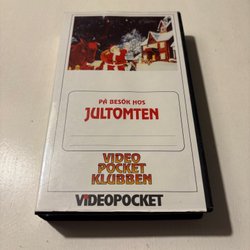 PÅ BESÖK HOS
JULTOMTEN
VIDEO
POCKET
KLUBBEN
VIDEOPOCKET